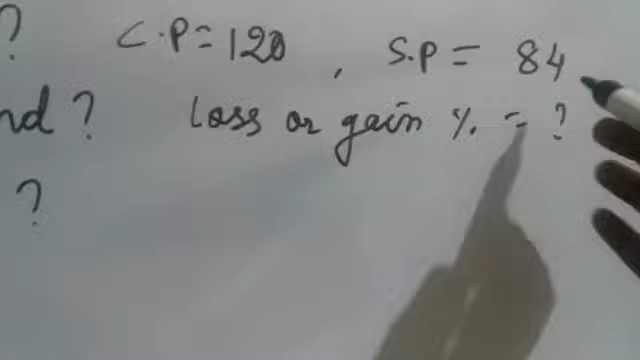 ? C.P = 120 , S.P = 84
nd ? Loss or gain % = ?
?